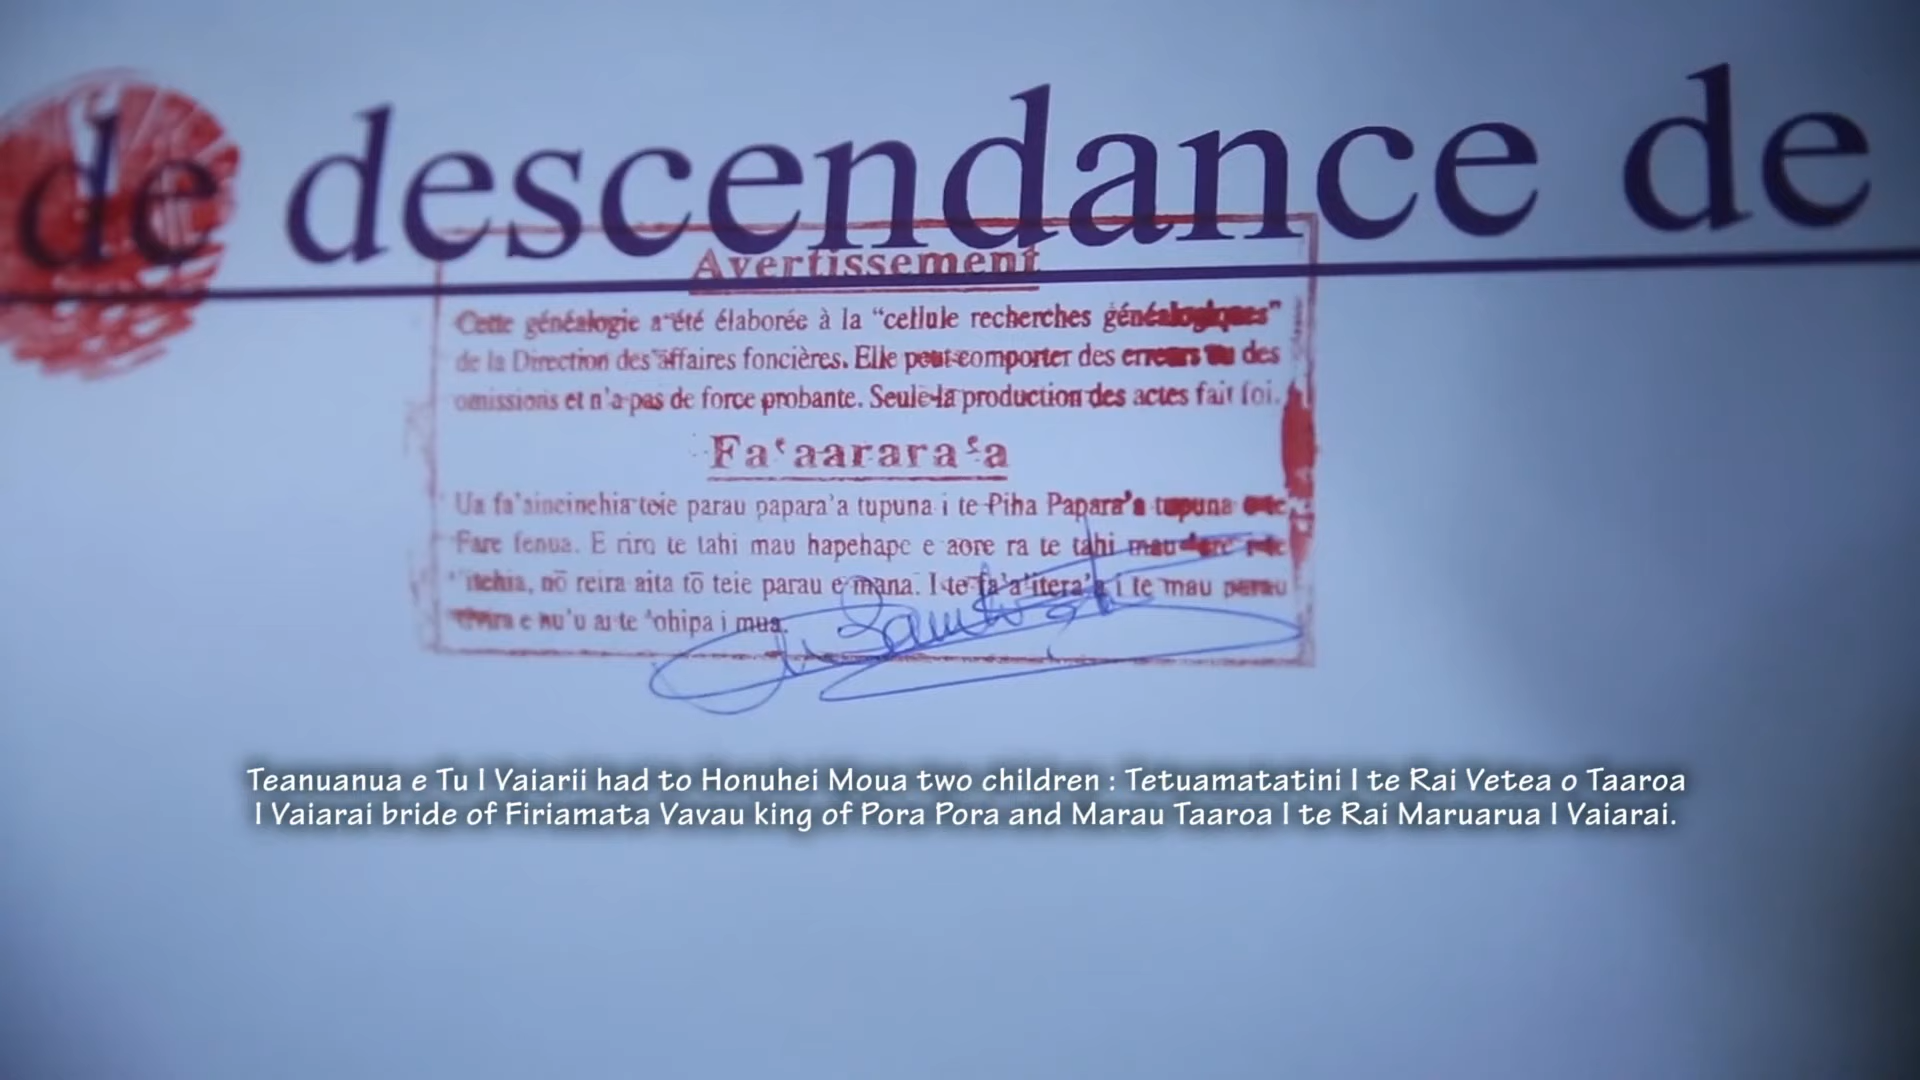 de descendance de
Avertissement
Cette généalogie a été élaborée à la "cellule recherches généalogiques"
de la Direction des affaires foncières. Elle peut comporter des erreurs ou des
omissions et n'a pas de force probante. Seule la production des actes fait foi.
Fa'aarara'a
Ua teie parau papara'a tupuna i te Piha Papara'a tupuna o te
Fare fenua. E riro te tahi mau hapehape e aore ra te tahi mau i te
'itehia, nō reira aita tō teie parau e mana. I te fa'a'itera'a i te mau parau
e nu'u ai te 'ohipa i mua.
Teanuanua e Tu I Vaiarii had to Honuhei Moua two children : Tetuamatatini I te Rai Vetea o Taaroa
I Vaiarai bride of Firiamata Vavau king of Pora Pora and Marau Taaroa I te Rai Maruarua I Vaiarai.